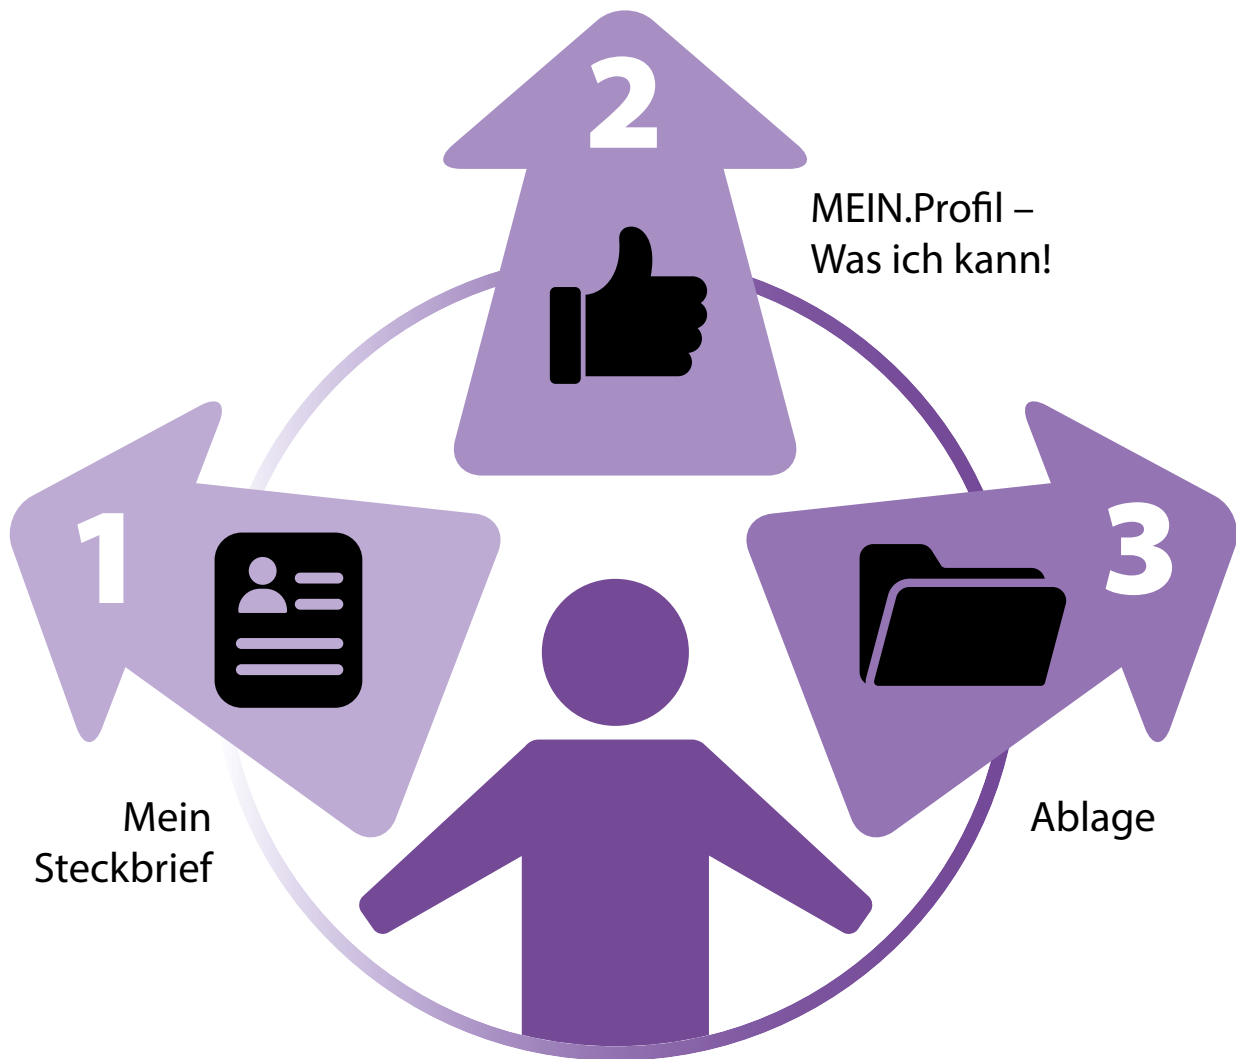 1
Mein
Steckbrief
2
MEIN.Profil –
Was ich kann!
3
Ablage